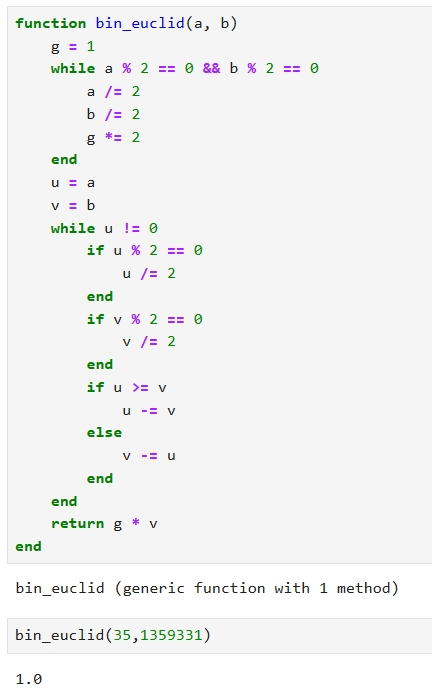 function bin_euclid(a, b)
    g = 1
    while a % 2 == 0 && b % 2 == 0
        a /= 2
        b /= 2
        g *= 2
    end
    u = a
    v = b
    while u != 0
        if u % 2 == 0
            u /= 2
        end
        if v % 2 == 0
            v /= 2
        end
        if u >= v
            u -= v
        else
            v -= u
        end
    end
    return g * v
end
bin_euclid (generic function with 1 method)
bin_euclid(35,1359331)
1.0